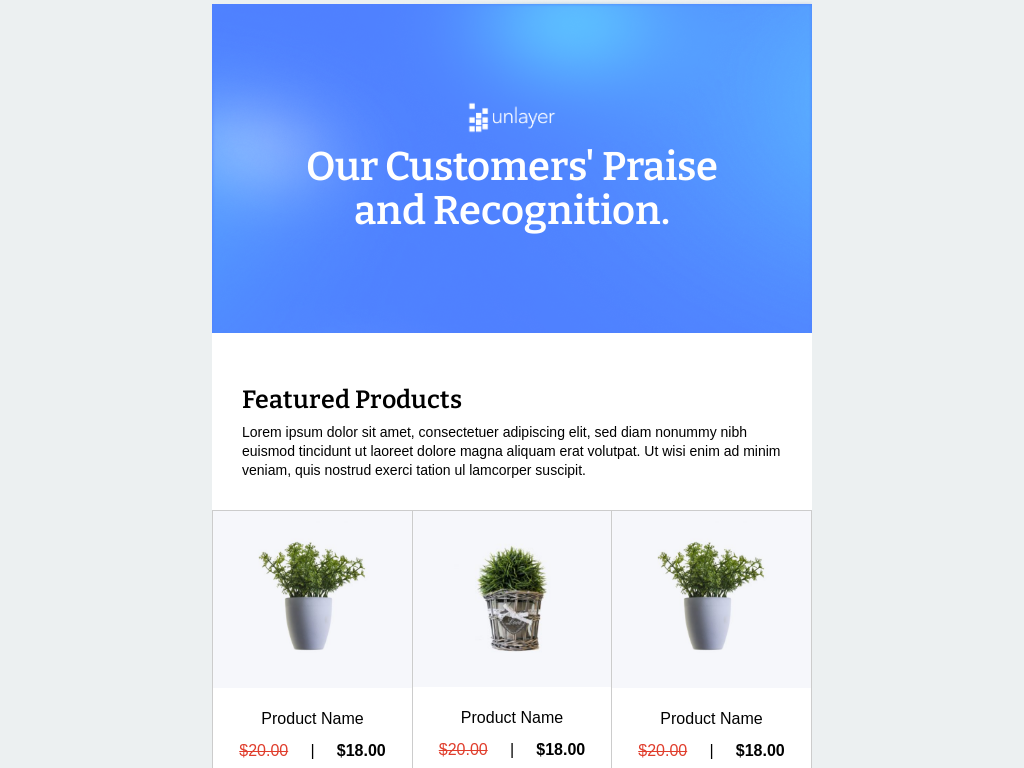 unlayer
Our Customers' Praise
and Recognition.
Featured Products
Lorem ipsum dolor sit amet, consectetuer adipiscing elit, sed diam nonummy nibh
euismod tincidunt ut laoreet dolore magna aliquam erat volutpat. Ut wisi enim ad minim
veniam, quis nostrud exerci tation ul lamcorper suscipit.
Product Name
$20.00 | $18.00
Product Name
$20.00 | $18.00
Product Name
$20.00 | $18.00